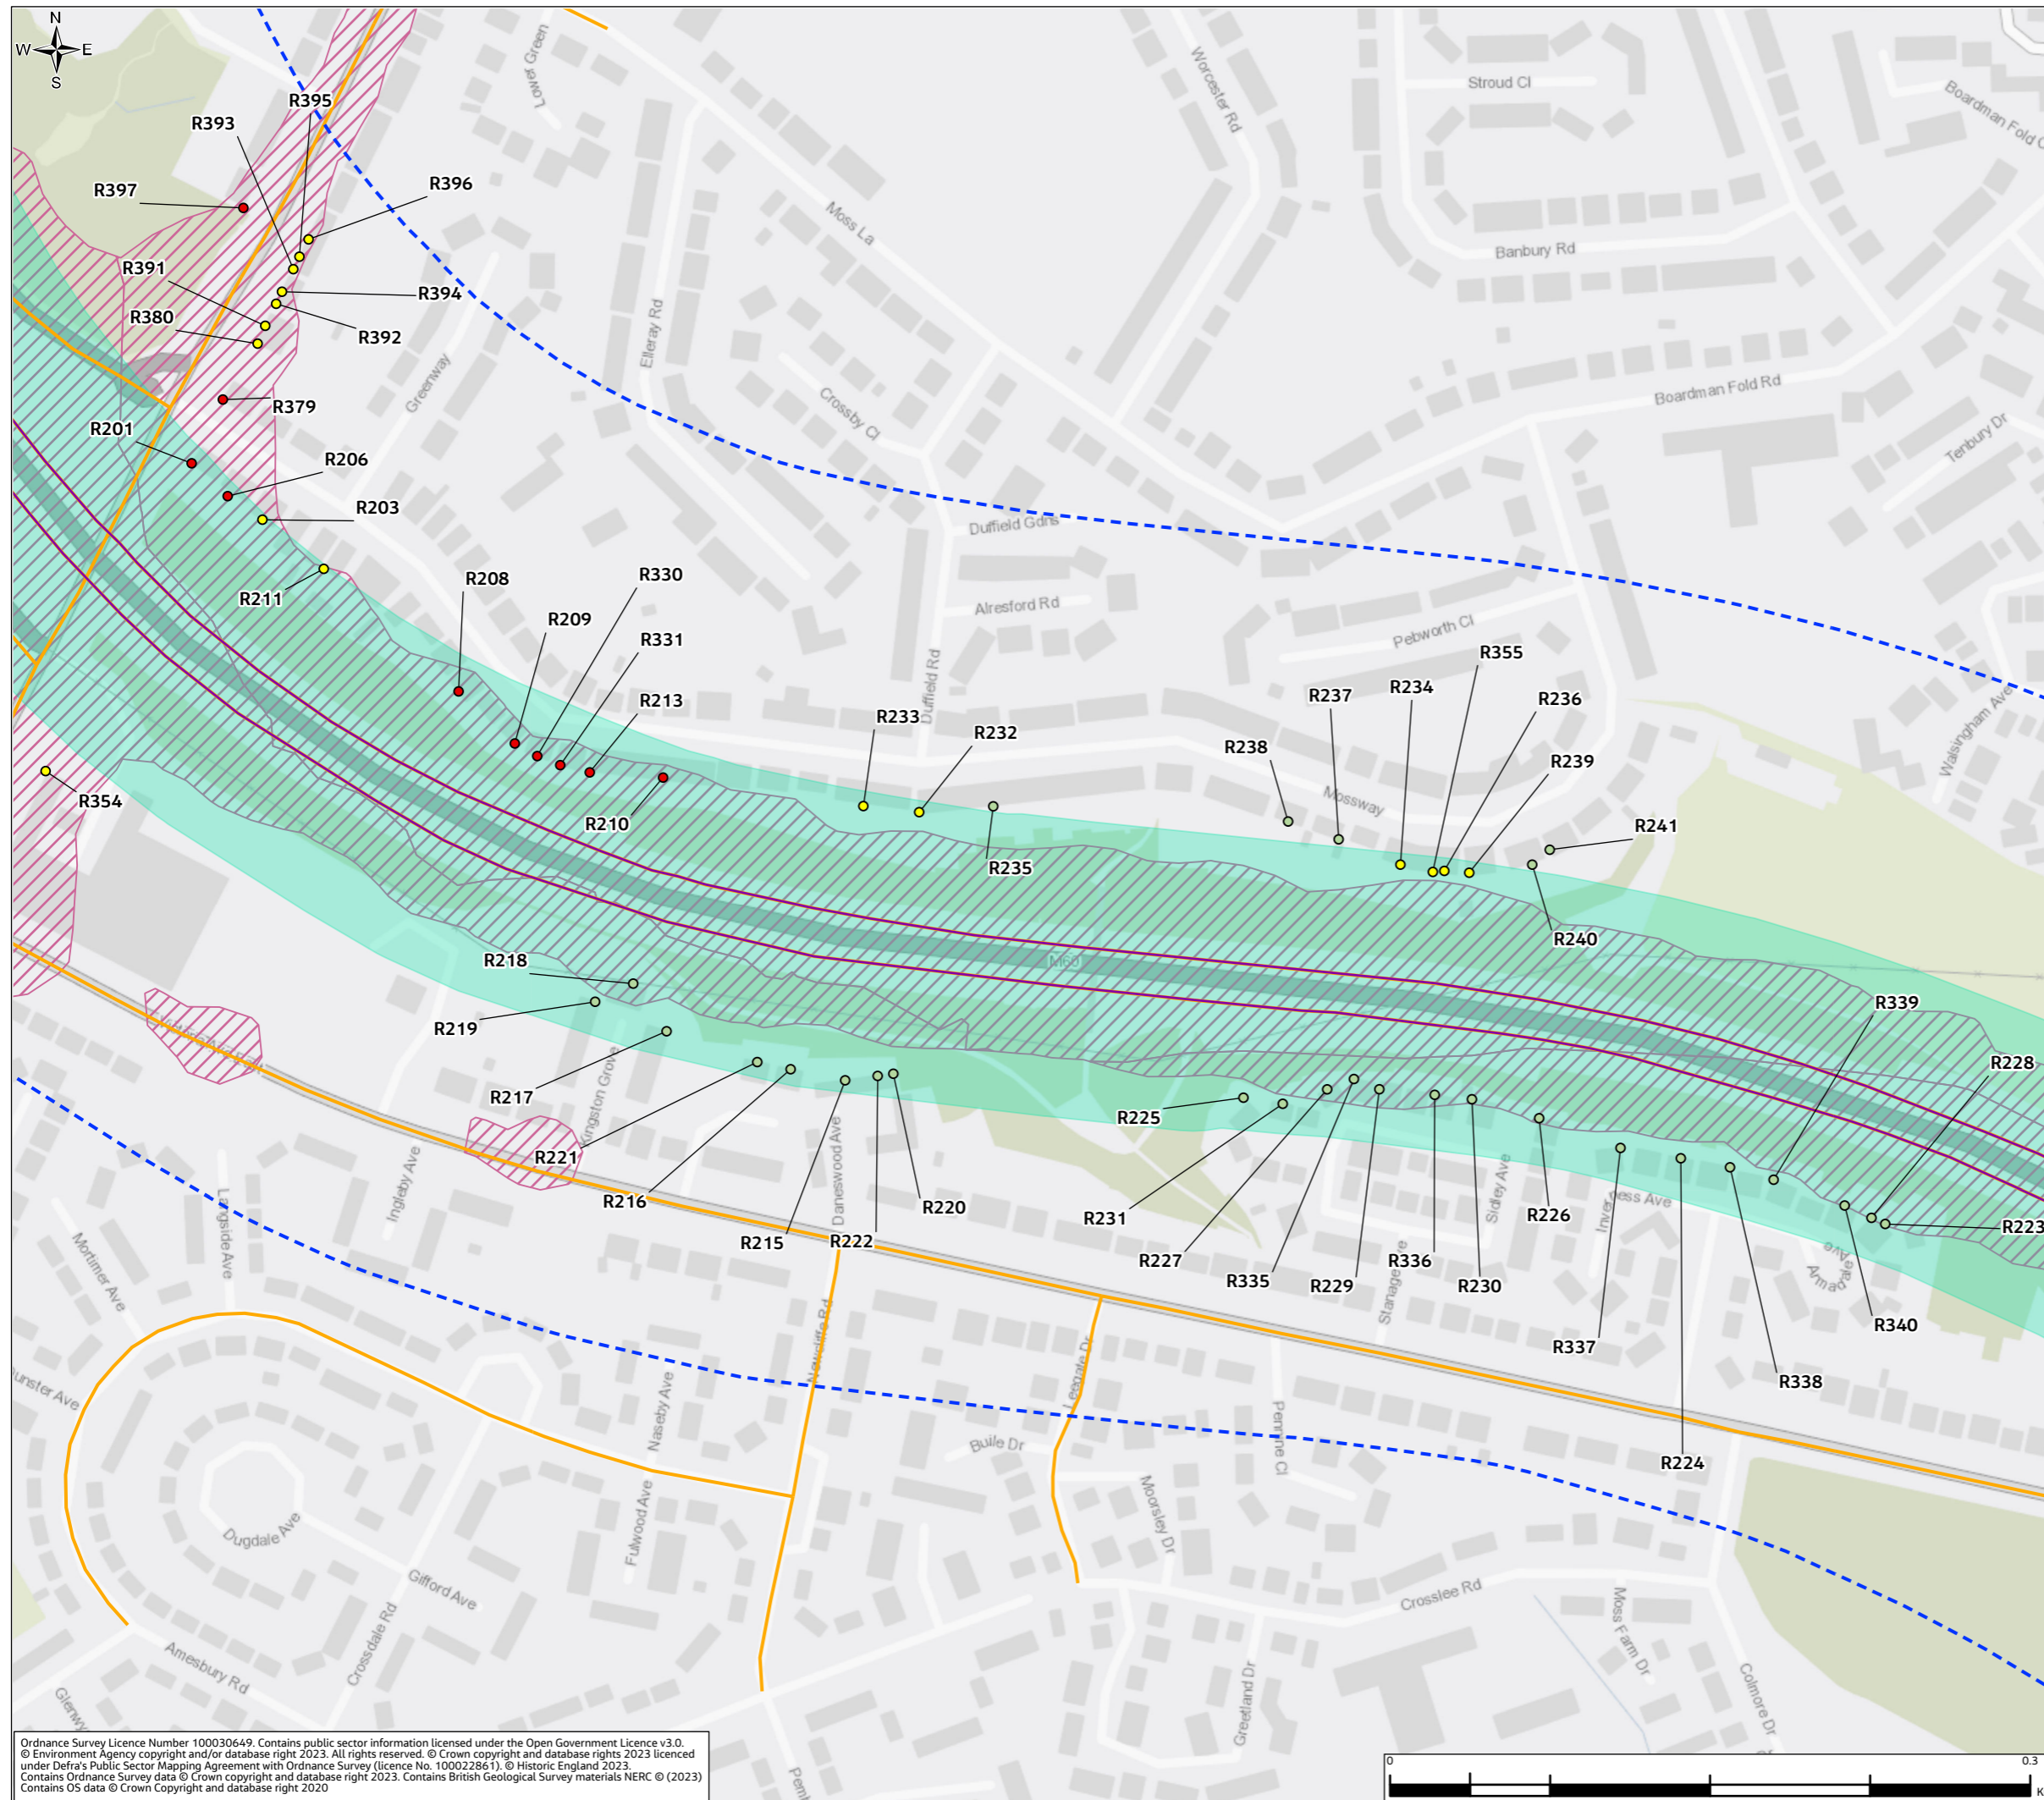 N
W E
S
Lower Green
Worcester Rd
Stroud Cl
Boardman Fold C
R395
R393
R396
R397
Moss La
Banbury Rd
R391
R394
R380
R392
Elleray Rd
Greenway
Boardman Fold Rd
Crossby Cl
R379
R201
Tenbury Dr
R206
R203
Duffield Gdns
R208
R330
R211
R209
Alresford Rd
R331
Pebworth Cl
R355
R213
Duffield Rd
R237
R234
R236
Walsingham Ave
R233
R232
R238
R239
R354
Mossway
R210
R241
R235
R240
M60
R218
R339
R219
R228
R217
Kingston Grove
R225
R221
Daneswood Ave
Sidley Ave
ness Ave
Inver
R216
R220
R231
R226
R223
Langside Ave
Ingleby Ave
R215
R222
R227
R335
R229
R336
R230
Stanage Ave
Armadale
Ave
Mortimer Ave
R337
R340
Newcliffe Rd
Leegate Dr
R338
unster Ave
Naseby Ave
Buile Dr
Pennine Cl
R224
Dugdale Ave
Fulwood Ave
Moorsley Dr
Gifford Ave
Crosslee Rd
Crossdale Rd
Amesbury Rd
Moss Farm Dr
Greetland Dr
Colmore Dr
Glenwy
Ordnance Survey Licence Number 100030649. Contains public sector information licensed under the Open Government Licence v3.0.
© Environment Agency copyright and/or database right 2023. All rights reserved. © Crown copyright and database rights 2023 licenced
under Defra's Public Sector Mapping Agreement with Ordnance Survey (licence No. 100022861). © Historic England 2023.
Contains Ordnance Survey data © Crown copyright and database right 2023. Contains British Geological Survey materials NERC © (2023)
Contains OS data © Crown Copyright and database right 2020
0 0.3
K